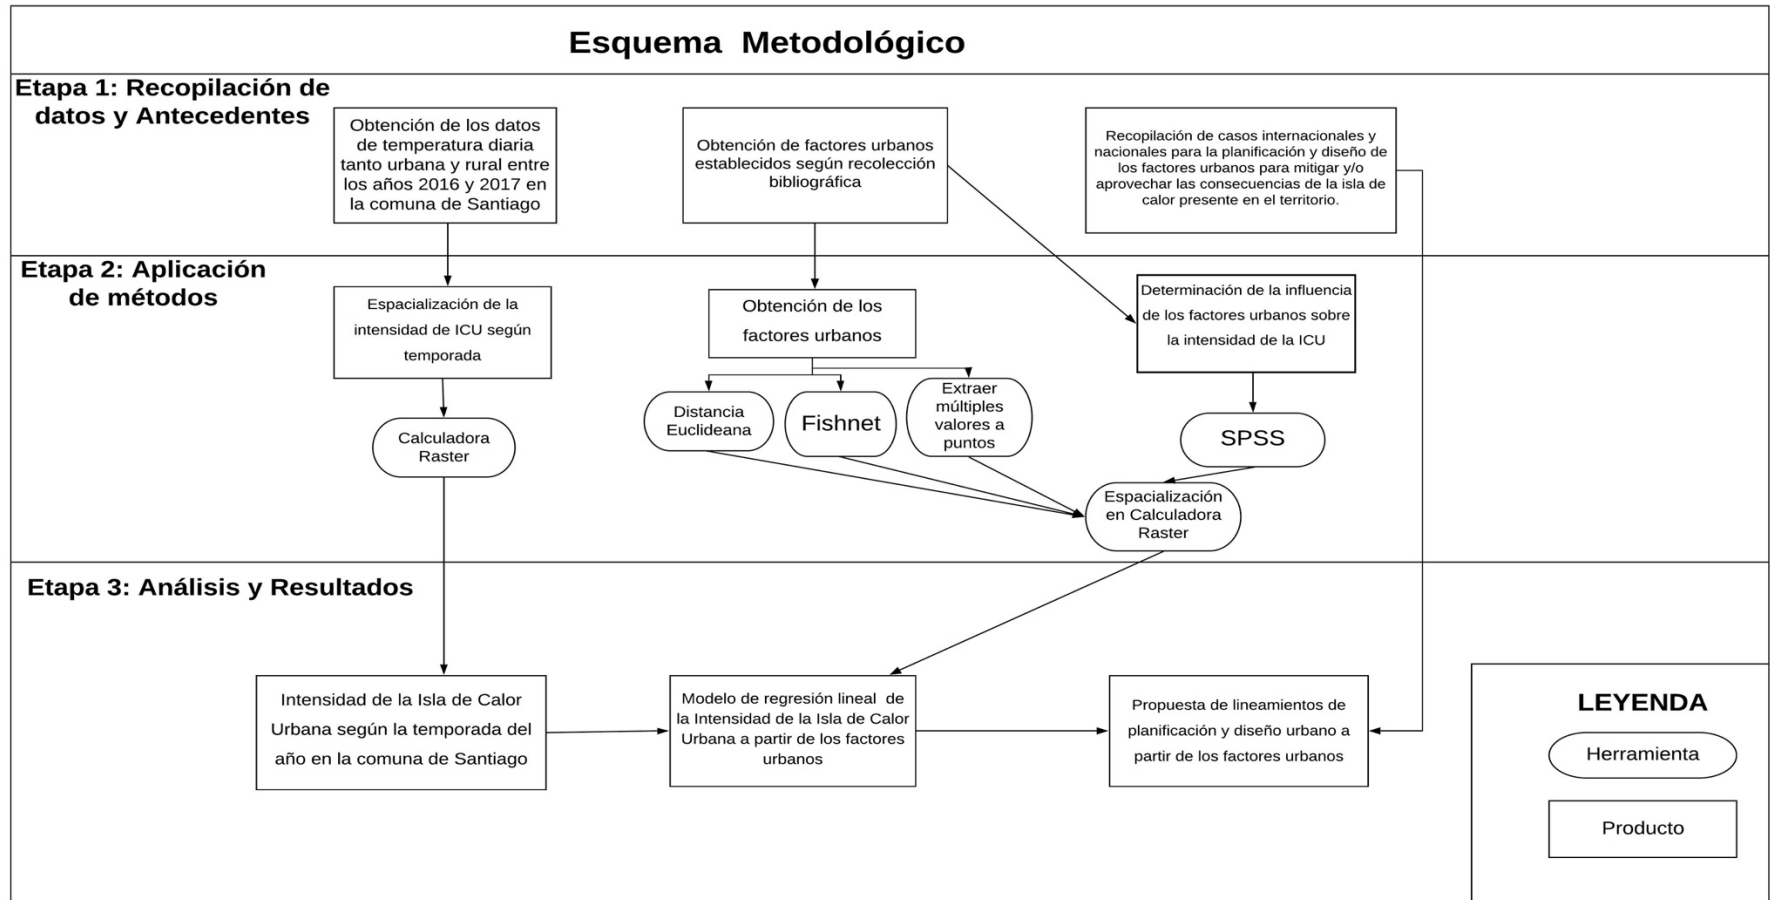 Esquema Metodológico
Etapa 1: Recopilación de
datos y Antecedentes
Obtención de los datos
de temperatura diaria
tanto urbana y rural entre
los años 2016 y 2017 en
la comuna de Santiago
Obtención de factores urbanos
establecidos según recolección
bibliográfica
Recopilación de casos internacionales y
nacionales para la planificación y diseño de
los factores urbanos para mitigar y/o
aprovechar las consecuencias de la isla de
calor presente en el territorio.
Etapa 2: Aplicación
de métodos
Espacialización de la
intensidad de ICU según
temporada
Obtención de los
factores urbanos
Determinación de la influencia
de los factores urbanos sobre
la intensidad de la ICU
Calculadora
Raster
Distancia
Euclideana
Fishnet
Extraer
múltiples
valores a
puntos
SPSS
Espacialización
en Calculadora
Raster
Etapa 3: Análisis y Resultados
Intensidad de la Isla de Calor
Urbana según la temporada del
año en la comuna de Santiago
Modelo de regresión lineal de
la Intensidad de la Isla de Calor
Urbana a partir de los factores
urbanos
Propuesta de lineamientos de
planificación y diseño urbano a
partir de los factores urbanos
LEYENDA
Herramienta
Producto